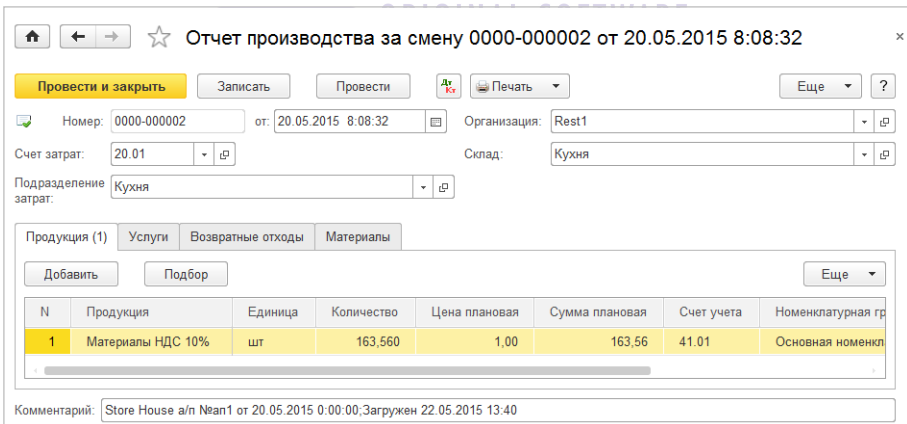 ORIGINAL SOFTWARE
Отчет производства за смену 0000-000002 от 20.05.2015 8:08:32 ×
Провести и закрыть Записать Провести Дт Кт Печать Еще ?
Номер: 0000-000002 от: 20.05.2015 8:08:32 Организация: Rest1
Счет затрат: 20.01 Склад: Кухня
Подразделение затрат: Кухня
Продукция (1) Услуги Возвратные отходы Материалы
Добавить Подбор Еще
N Продукция Единица Количество Цена плановая Сумма плановая Счет учета Номенклатурная гр
1 Материалы НДС 10% шт 163,560 1,00 163,56 41.01 Основная номенкл
Комментарий: Store House а/п №ап1 от 20.05.2015 0:00:00;Загружен 22.05.2015 13:40